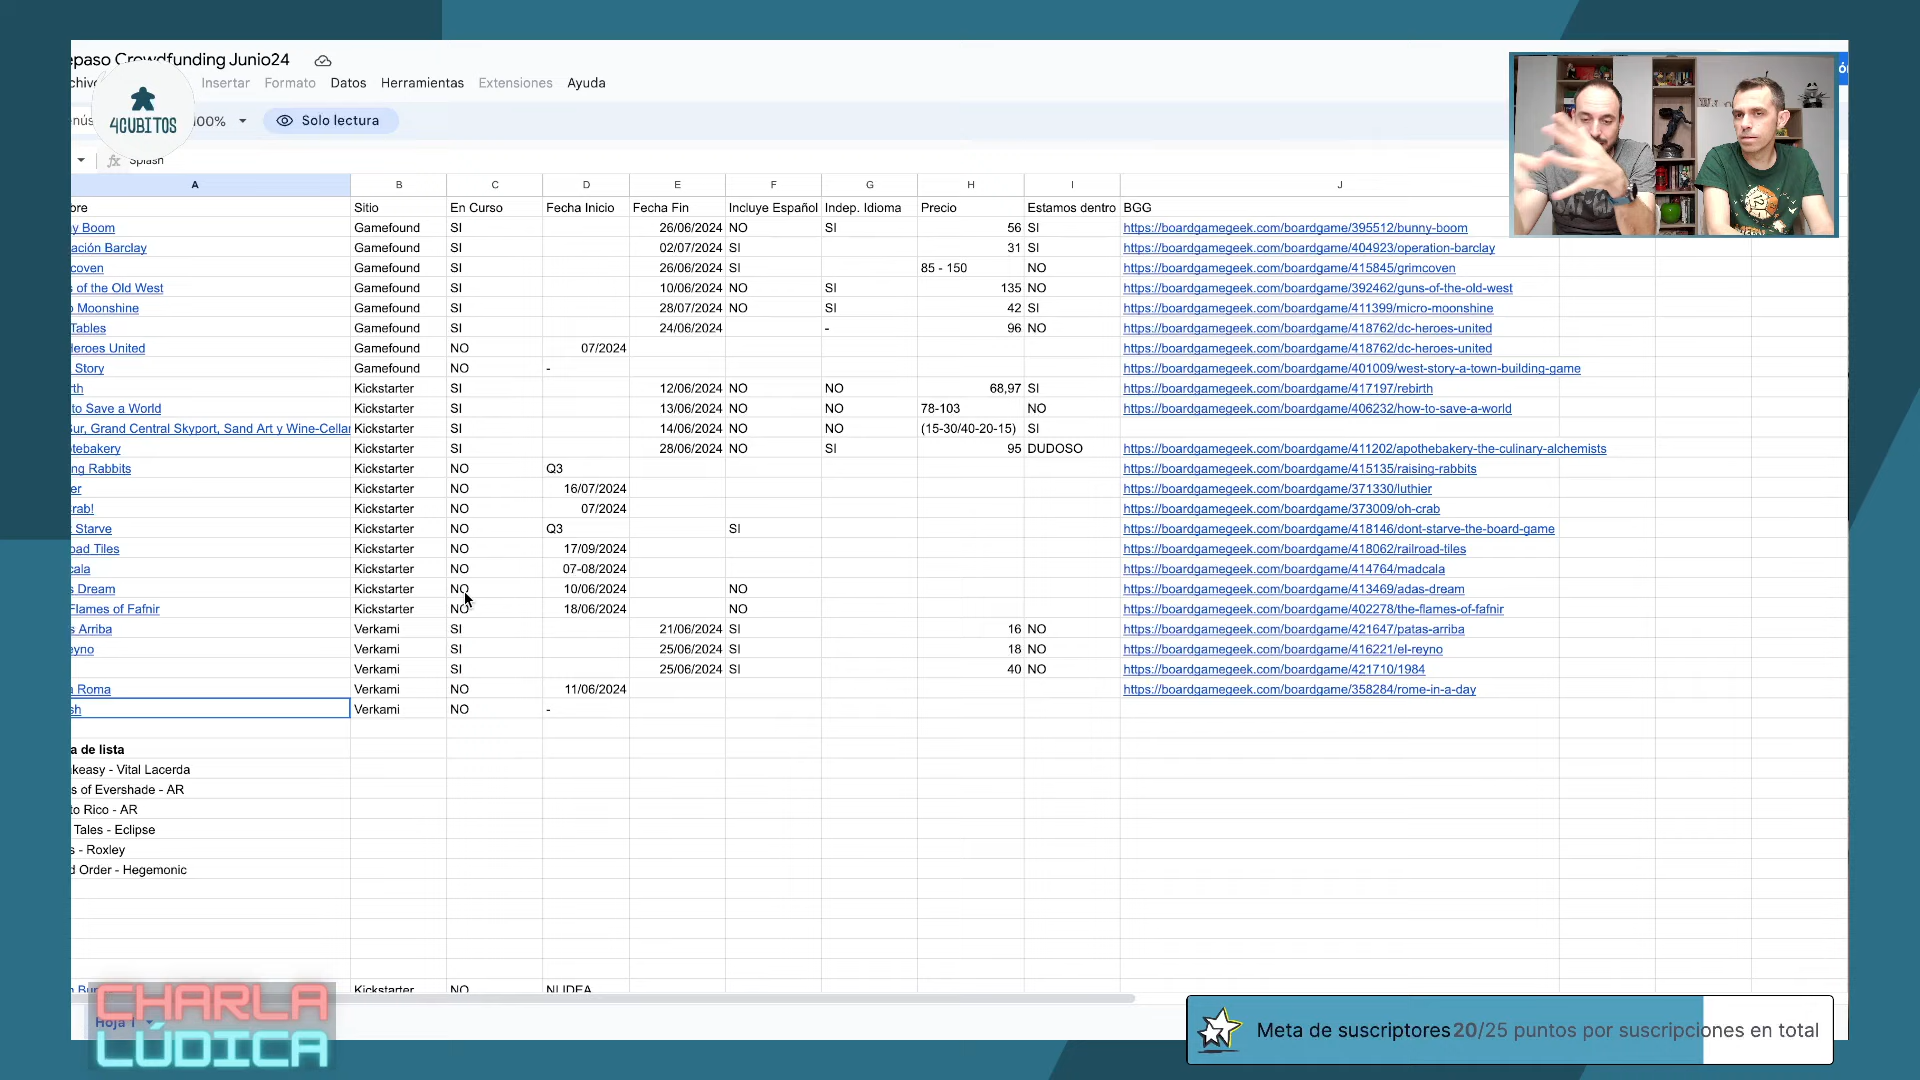 epaso Crowdfunding Junio24
chivo Insertar Formato Datos Herramientas Extensiones Ayuda
4CUBITOS
enús 100% Solo lectura
fx Splash
A B C D E F G H I J
bre Sitio En Curso Fecha Inicio Fecha Fin Incluye Español Indep. Idioma Precio Estamos dentro BGG
ny Boom Gamefound SI 26/06/2024 NO SI 56 SI https://boardgamegeek.com/boardgame/395512/bunny-boom
ación Barclay Gamefound SI 02/07/2024 SI 31 SI https://boardgamegeek.com/boardgame/404923/operation-barclay
coven Gamefound SI 26/06/2024 SI 85 - 150 NO https://boardgamegeek.com/boardgame/415845/grimcoven
s of the Old West Gamefound SI 10/06/2024 NO SI 135 NO https://boardgamegeek.com/boardgame/392462/guns-of-the-old-west
o Moonshine Gamefound SI 28/07/2024 NO SI 42 SI https://boardgamegeek.com/boardgame/411399/micro-moonshine
Tables Gamefound SI 24/06/2024 - 96 NO https://boardgamegeek.com/boardgame/418762/dc-heroes-united
Heroes United Gamefound NO 07/2024 https://boardgamegeek.com/boardgame/418762/dc-heroes-united
Story Gamefound NO - https://boardgamegeek.com/boardgame/401009/west-story-a-town-building-game
rth Kickstarter SI 12/06/2024 NO NO 68,97 SI https://boardgamegeek.com/boardgame/417197/rebirth
to Save a World Kickstarter SI 13/06/2024 NO NO 78-103 NO https://boardgamegeek.com/boardgame/406232/how-to-save-a-world
ur, Grand Central Skyport, Sand Art y Wine-Cellar Kickstarter SI 14/06/2024 NO NO (15-30/40-20-15) SI
tebakery Kickstarter SI 28/06/2024 NO SI 95 DUDOSO https://boardgamegeek.com/boardgame/411202/apothebakery-the-culinary-alchemists
ng Rabbits Kickstarter NO Q3 https://boardgamegeek.com/boardgame/415135/raising-rabbits
er Kickstarter NO 16/07/2024 https://boardgamegeek.com/boardgame/371330/luthier
rab! Kickstarter NO 07/2024 https://boardgamegeek.com/boardgame/373009/oh-crab
t Starve Kickstarter NO Q3 SI https://boardgamegeek.com/boardgame/418146/dont-starve-the-board-game
oad Tiles Kickstarter NO 17/09/2024 https://boardgamegeek.com/boardgame/418062/railroad-tiles
cala Kickstarter NO 07-08/2024 https://boardgamegeek.com/boardgame/414764/madcala
s Dream Kickstarter NO 10/06/2024 NO https://boardgamegeek.com/boardgame/413469/adas-dream
Flames of Fafnir Kickstarter NO 18/06/2024 NO https://boardgamegeek.com/boardgame/402278/the-flames-of-fafnir
s Arriba Verkami SI 21/06/2024 SI 16 NO https://boardgamegeek.com/boardgame/421647/patas-arriba
eyno Verkami SI 25/06/2024 SI 18 NO https://boardgamegeek.com/boardgame/416221/el-reyno
Verkami SI 25/06/2024 SI 40 NO https://boardgamegeek.com/boardgame/421710/1984
a Roma Verkami NO 11/06/2024 https://boardgamegeek.com/boardgame/358284/rome-in-a-day
sh Verkami NO -
a de lista
keasy - Vital Lacerda
s of Evershade - AR
to Rico - AR
Tales - Eclipse
s - Roxley
d Order - Hegemonic
Kickstarter NO NI IDEA
Hoja 1
CHARLA
LÚDICA
Meta de suscriptores 20/25 puntos por suscripciones en total